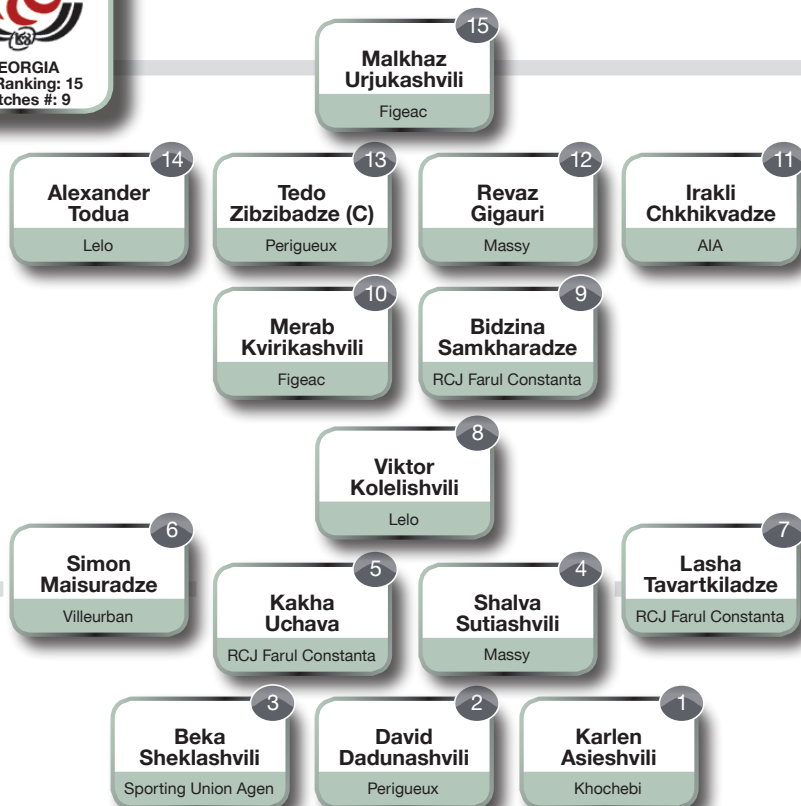 EORGIA
Ranking: 15
tches #: 9
15
Malkhaz
Urjukashvili
Figeac
14
Alexander
Todua
Lelo
13
Tedo
Zibzibadze (C)
Perigueux
12
Revaz
Gigauri
Massy
11
Irakli
Chkhikvadze
AIA
10
Merab
Kvirikashvili
Figeac
9
Bidzina
Samkharadze
RCJ Farul Constanta
8
Viktor
Kolelishvili
Lelo
6
Simon
Maisuradze
Villeurban
5
Kakha
Uchava
RCJ Farul Constanta
4
Shalva
Sutiashvili
Massy
7
Lasha
Tavartkiladze
RCJ Farul Constanta
3
Beka
Sheklashvili
Sporting Union Agen
2
David
Dadunashvili
Perigueux
1
Karlen
Asieshvili
Khochebi